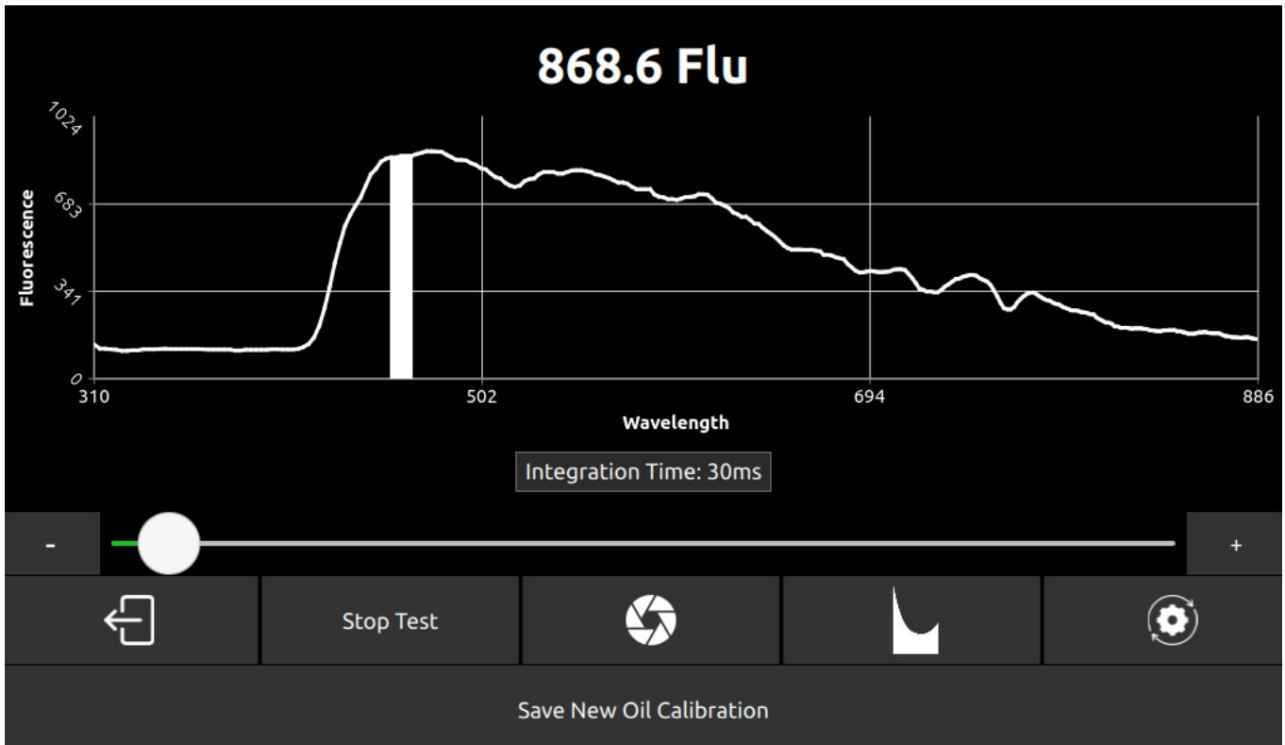 868.6 Flu
1024
683
341
0
Fluorescence
310 502 694 886
Wavelength
Integration Time: 30ms
- +
Stop Test
Save New Oil Calibration